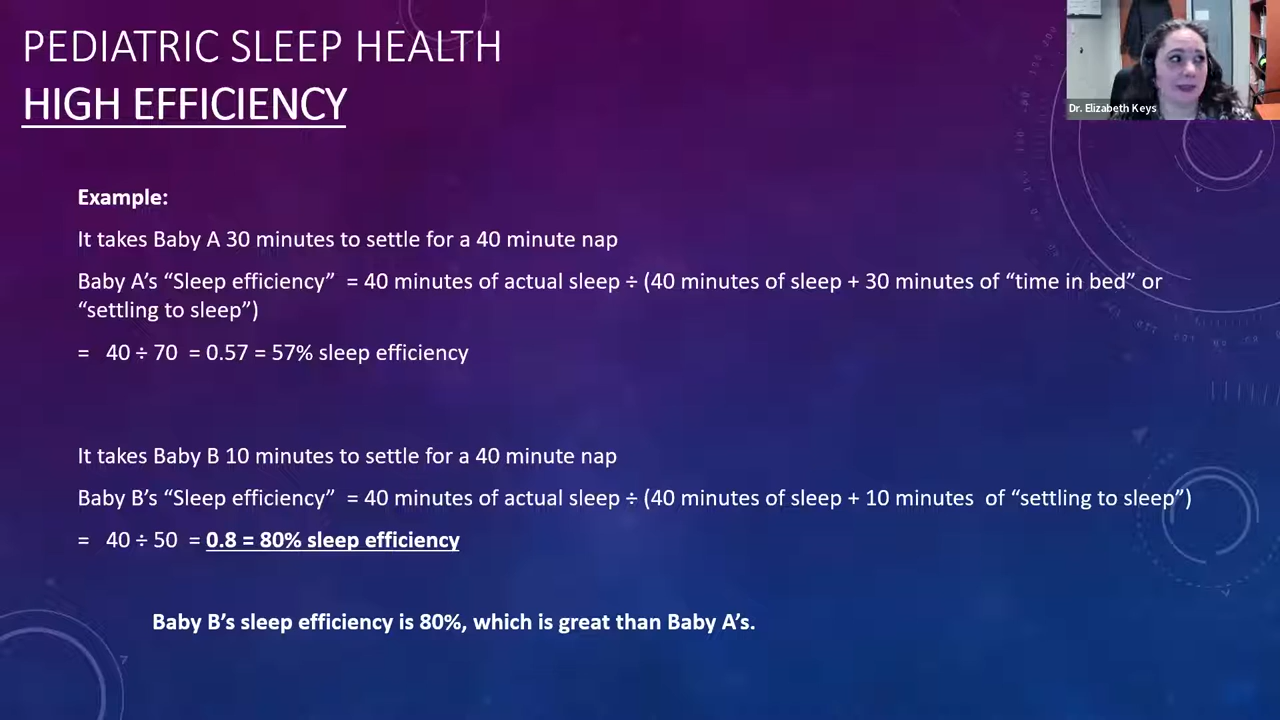 PEDIATRIC SLEEP HEALTH
HIGH EFFICIENCY
Dr. Elizabeth Keys
Example:
It takes Baby A 30 minutes to settle for a 40 minute nap
Baby A’s “Sleep efficiency”  = 40 minutes of actual sleep ÷ (40 minutes of sleep + 30 minutes of “time in bed” or
“settling to sleep”)
=   40 ÷ 70  = 0.57 = 57% sleep efficiency
It takes Baby B 10 minutes to settle for a 40 minute nap
Baby B’s “Sleep efficiency”  = 40 minutes of actual sleep ÷ (40 minutes of sleep + 10 minutes  of “settling to sleep”)
=   40 ÷ 50  = 0.8 = 80% sleep efficiency
Baby B’s sleep efficiency is 80%, which is great than Baby A’s.